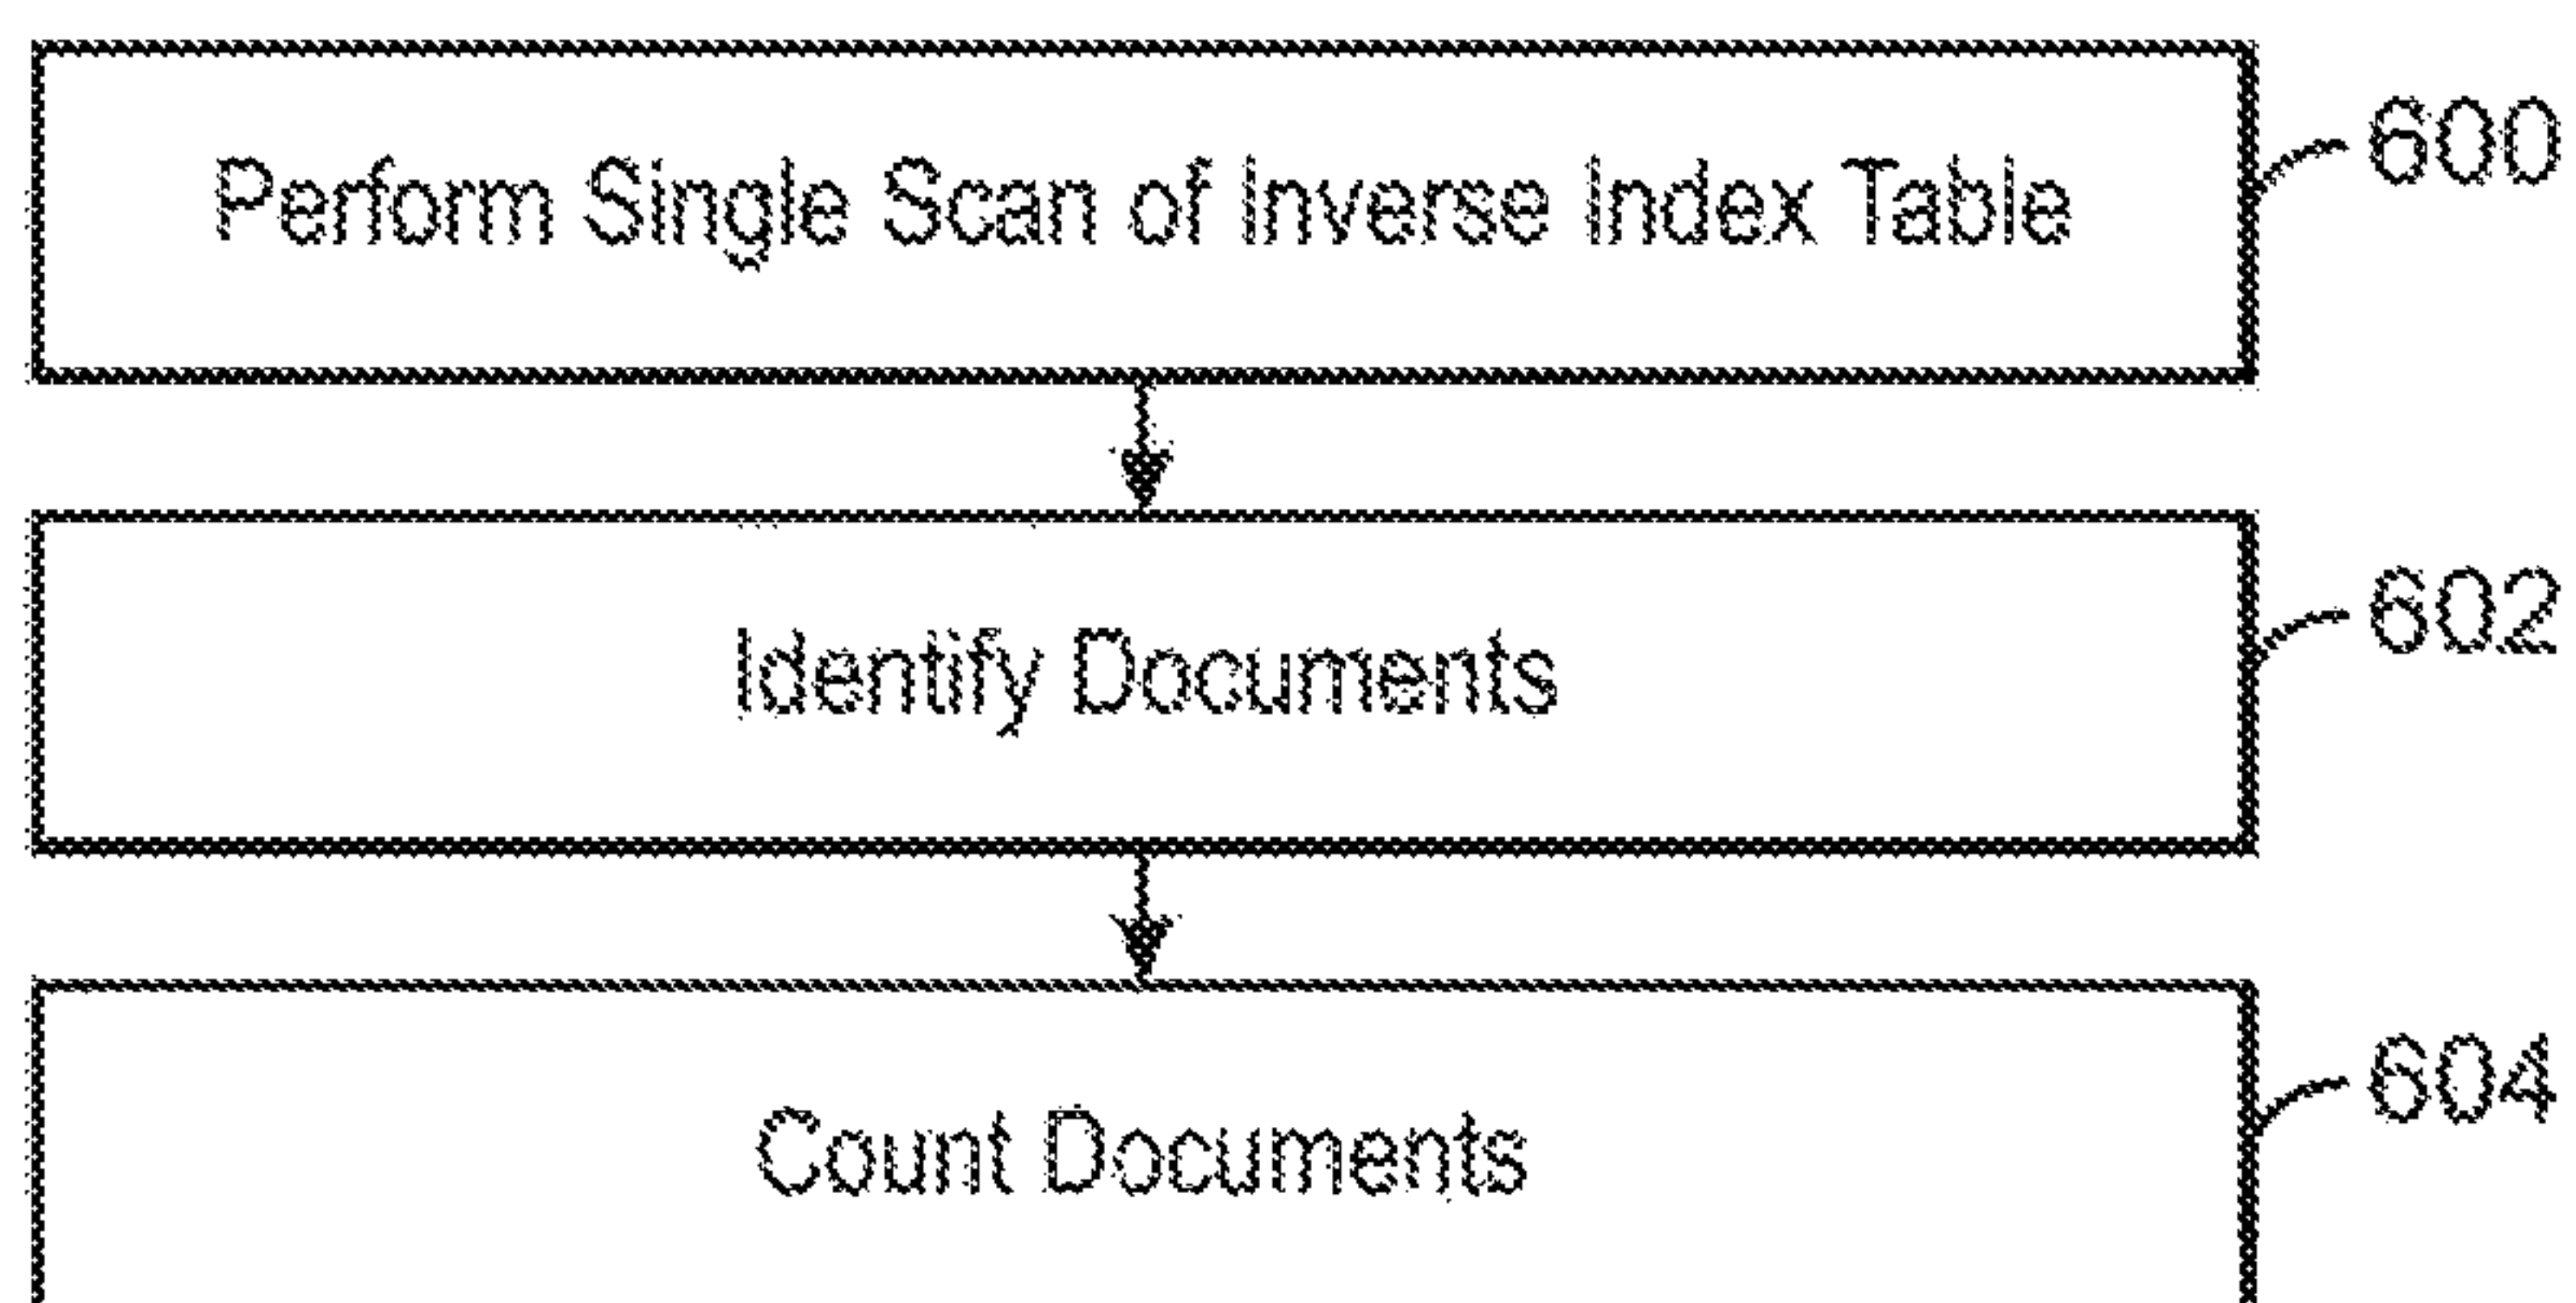 Perform Single Scan of Inverse Index Table
600
Identify Documents
602
Count Documents
604